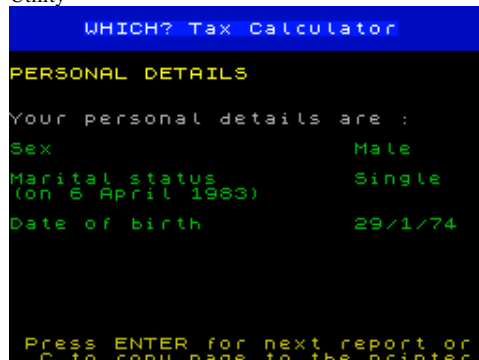 Utility
WHICH? Tax Calculator
PERSONAL DETAILS
Your personal details are :
Sex Male
Marital status Single
(on 6 April 1983)
Date of birth 29/1/74
Press ENTER for next report or
C to copy page to the printer